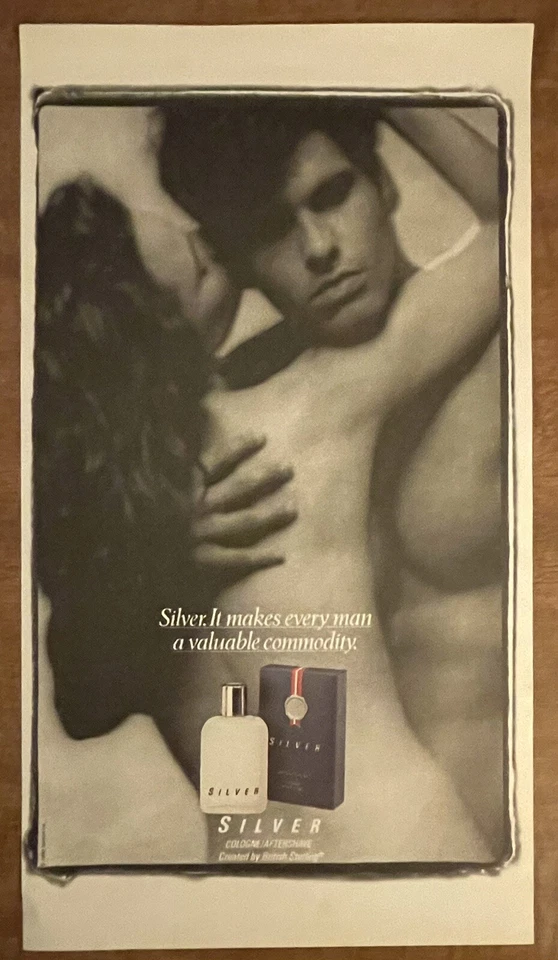 Silver. It makes every man
a valuable commodity.
SILVER
SILVER
SILVER
COLOGNE/AFTERSHAVE
Created by British Sterling®